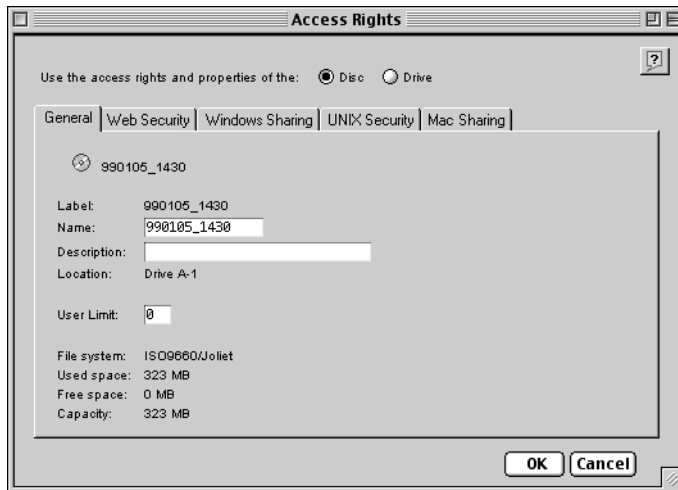 Access Rights
?
Use the access rights and properties of the: Disc Drive
General Web Security Windows Sharing UNIX Security Mac Sharing
990105_1430
Label: 990105_1430
Name: 990105_1430
Description:
Location: Drive A-1
User Limit: 0
File system: ISO9660/Joliet
Used space: 323 MB
Free space: 0 MB
Capacity: 323 MB
OK Cancel